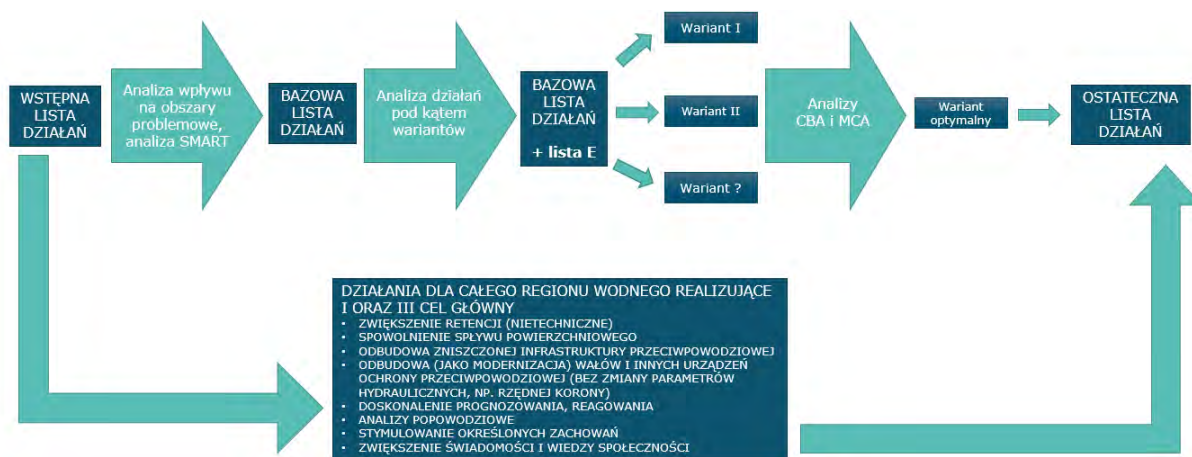 WSTĘPNA
LISTA
DZIAŁAŃ
Analiza wpływu
na obszary
problemowe,
analiza SMART
BAZOWA
LISTA
DZIAŁAŃ
Analiza działań
pod kątem
wariantów
BAZOWA
LISTA
DZIAŁAŃ
+ lista E
Wariant I
Wariant II
Wariant ?
Analizy
CBA i MCA
Wariant
optymalny
OSTATECZNA
LISTA
DZIAŁAŃ
DZIAŁANIA DLA CAŁEGO REGIONU WODNEGO REALIZUJĄCE
I ORAZ III CEL GŁÓWNY
• ZWIĘKSZENIE RETENCJI (NIETECHNICZNE)
• SPOWOLNIENIE SPŁYWU POWIERZCHNIOWEGO
• ODBUDOWA ZNISZCZONEJ INFRASTRUKTURY PRZECIWPOWODZIOWEJ
• ODBUDOWA (JAKO MODERNIZACJA) WAŁÓW I INNYCH URZĄDZEŃ
OCHRONY PRZECIWPOWODZIOWEJ (BEZ ZMIANY PARAMETRÓW
HYDRAULICZNYCH, NP. RZĘDNEJ KORONY)
• DOSKONALENIE PROGNOZOWANIA, REAGOWANIA
• ANALIZY POPOWODZIOWE
• STYMULOWANIE OKREŚLONYCH ZACHOWAŃ
• ZWIĘKSZENIE ŚWIADOMOŚCI I WIEDZY SPOŁECZNOŚCI